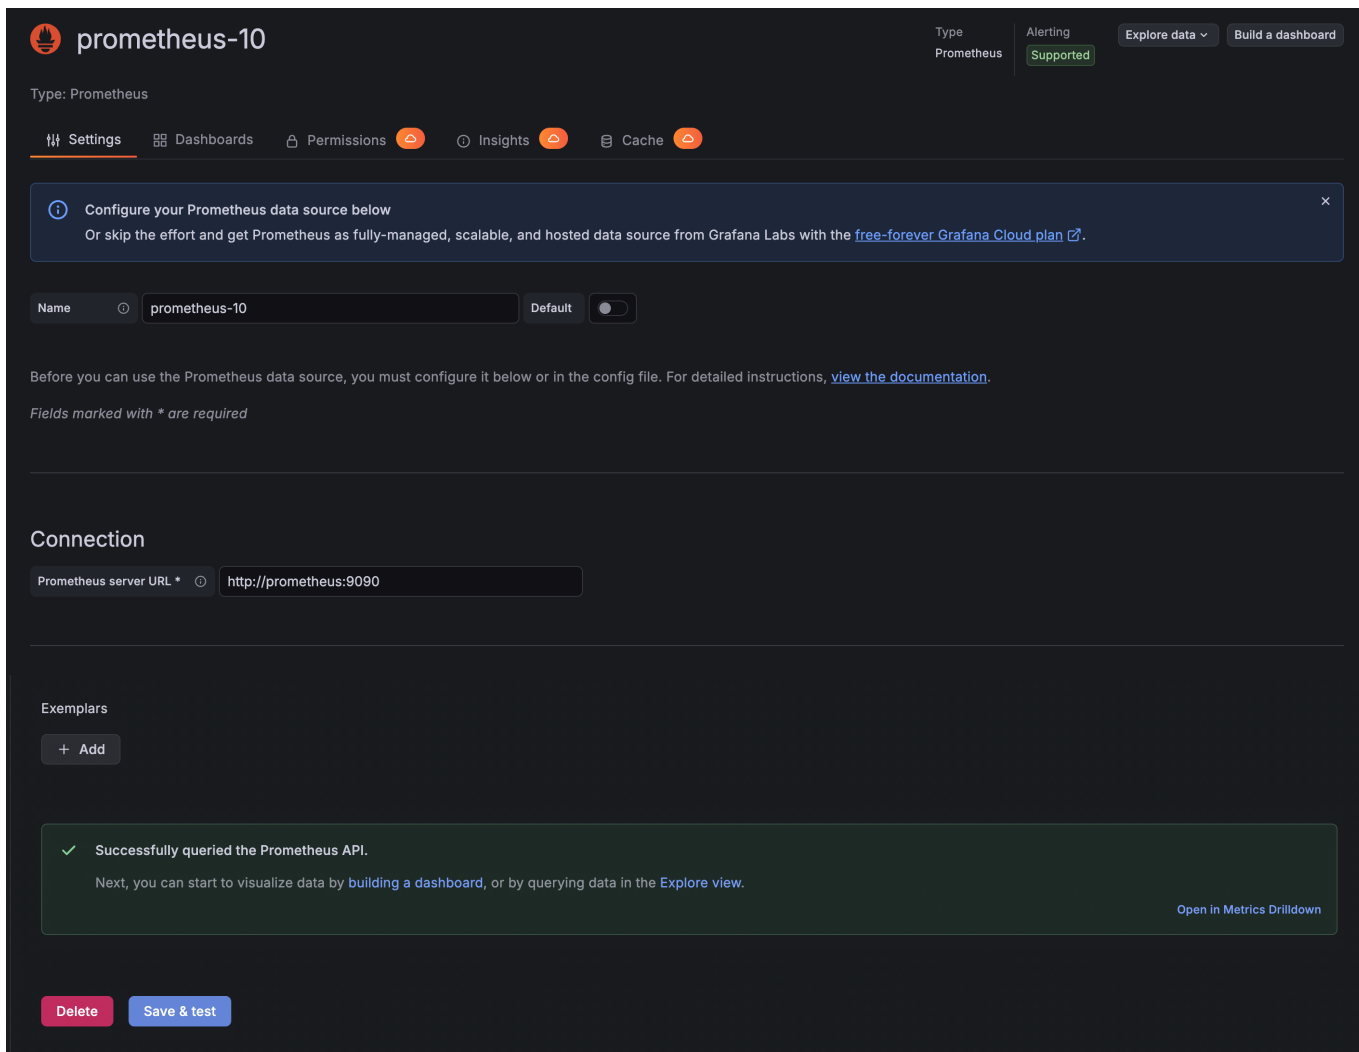 prometheus-10
Type
Prometheus
Alerting
Supported
Explore data
Build a dashboard
Type: Prometheus
Settings
Dashboards
Permissions
Insights
Cache
Configure your Prometheus data source below
Or skip the effort and get Prometheus as fully-managed, scalable, and hosted data source from Grafana Labs with the free-forever Grafana Cloud plan.
Name
prometheus-10
Default
Before you can use the Prometheus data source, you must configure it below or in the config file. For detailed instructions, view the documentation.
Fields marked with * are required
Connection
Prometheus server URL *
http://prometheus:9090
Exemplars
+ Add
Successfully queried the Prometheus API.
Next, you can start to visualize data by building a dashboard, or by querying data in the Explore view.
Open in Metrics Drilldown
Delete
Save & test